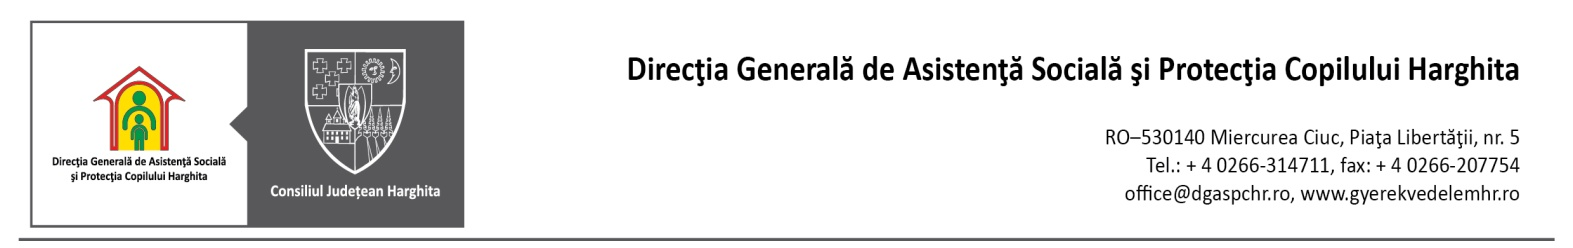 Direcţia Generală de Asistenţă Socială
şi Protecţia Copilului Harghita
Consiliul Județean Harghita
Direcţia Generală de Asistenţă Socială şi Protecţia Copilului Harghita
RO–530140 Miercurea Ciuc, Piaţa Libertăţii, nr. 5
Tel.: + 4 0266-314711, fax: + 4 0266-207754
office@dgaspchr.ro, www.gyerekvedelemhr.ro